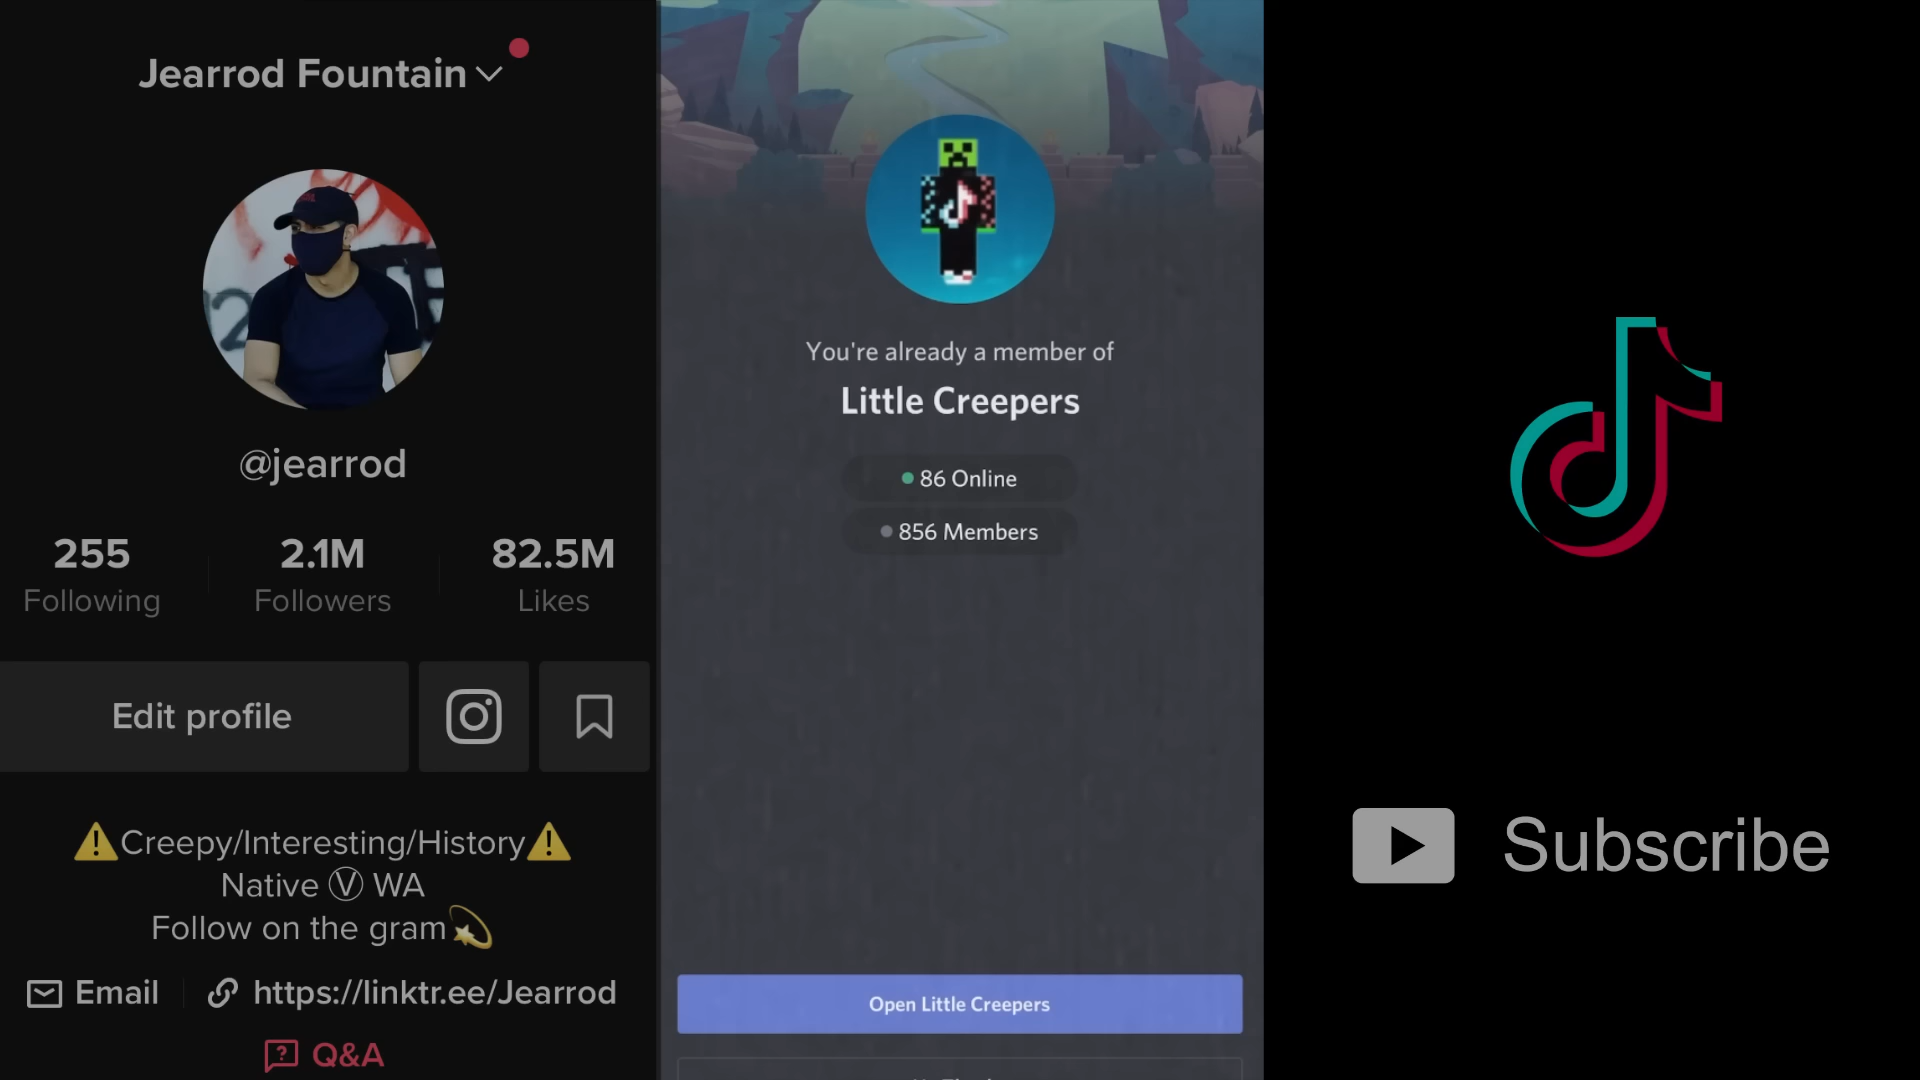 Jearrod Fountain
@jearrod
255
Following
2.1M
Followers
82.5M
Likes
Edit profile
⚠️Creepy/Interesting/History⚠️
Native Ⓥ WA
Follow on the gram💫
Email
https://linktr.ee/Jearrod
Q&A
You're already a member of
Little Creepers
86 Online
856 Members
Open Little Creepers
Subscribe